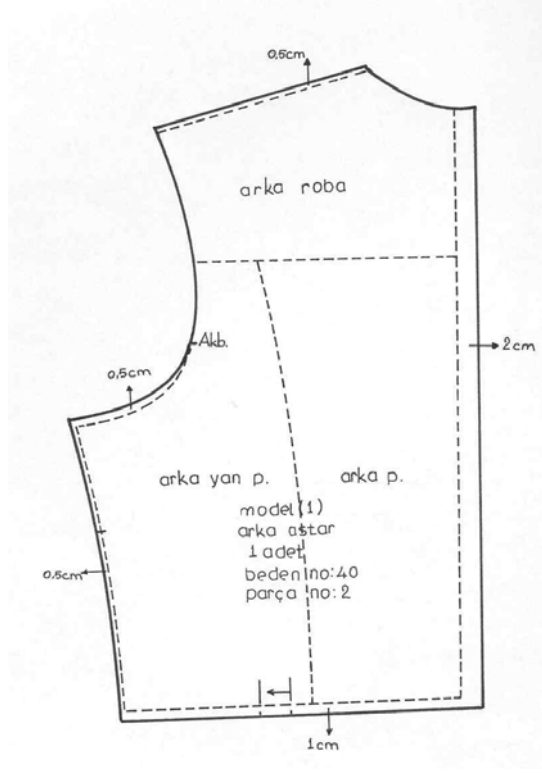 0,5cm
arka roba
Akb.
2cm
0,5cm
arka yan p.
arka p.
model (1)
arka astar
1 adet
beden no:40
parça no:2
0,5cm
1cm